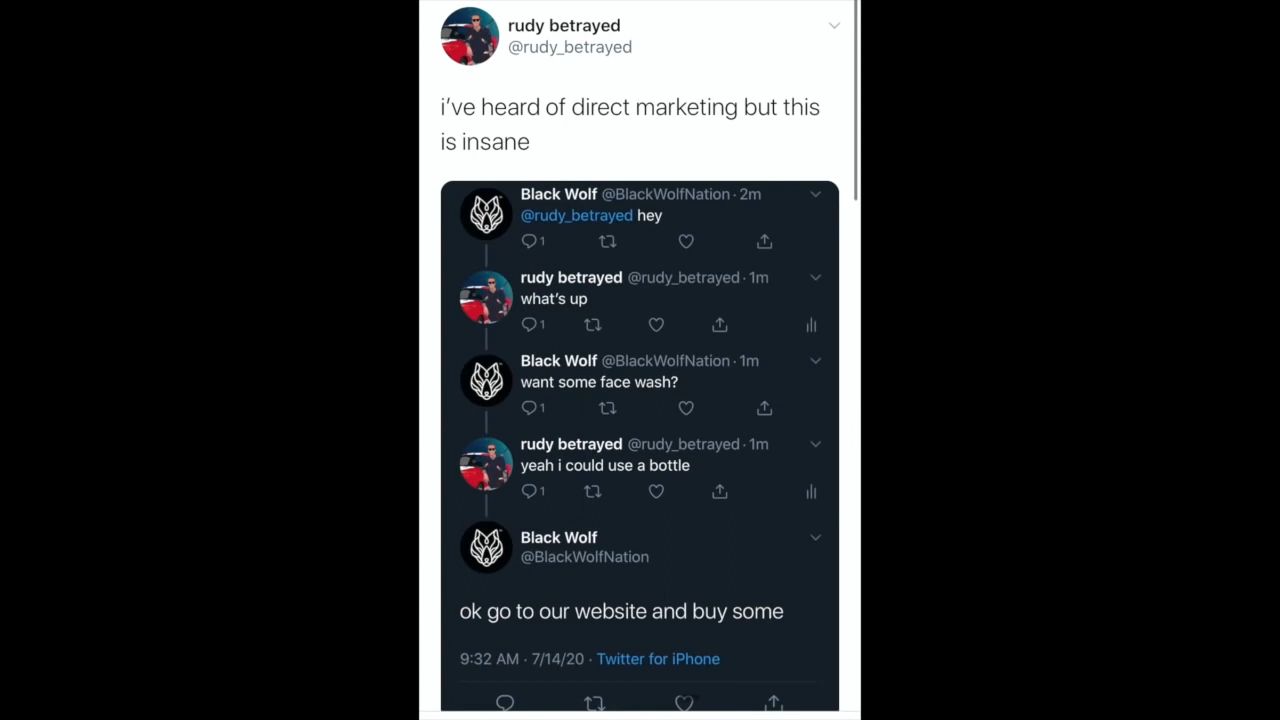 rudy betrayed
@rudy_betrayed
i've heard of direct marketing but this
is insane
Black Wolf @BlackWolfNation · 2m
@rudy_betrayed hey
1
rudy betrayed @rudy_betrayed · 1m
what's up
1
Black Wolf @BlackWolfNation · 1m
want some face wash?
1
rudy betrayed @rudy_betrayed · 1m
yeah i could use a bottle
1
Black Wolf
@BlackWolfNation
ok go to our website and buy some
9:32 AM · 7/14/20 · Twitter for iPhone